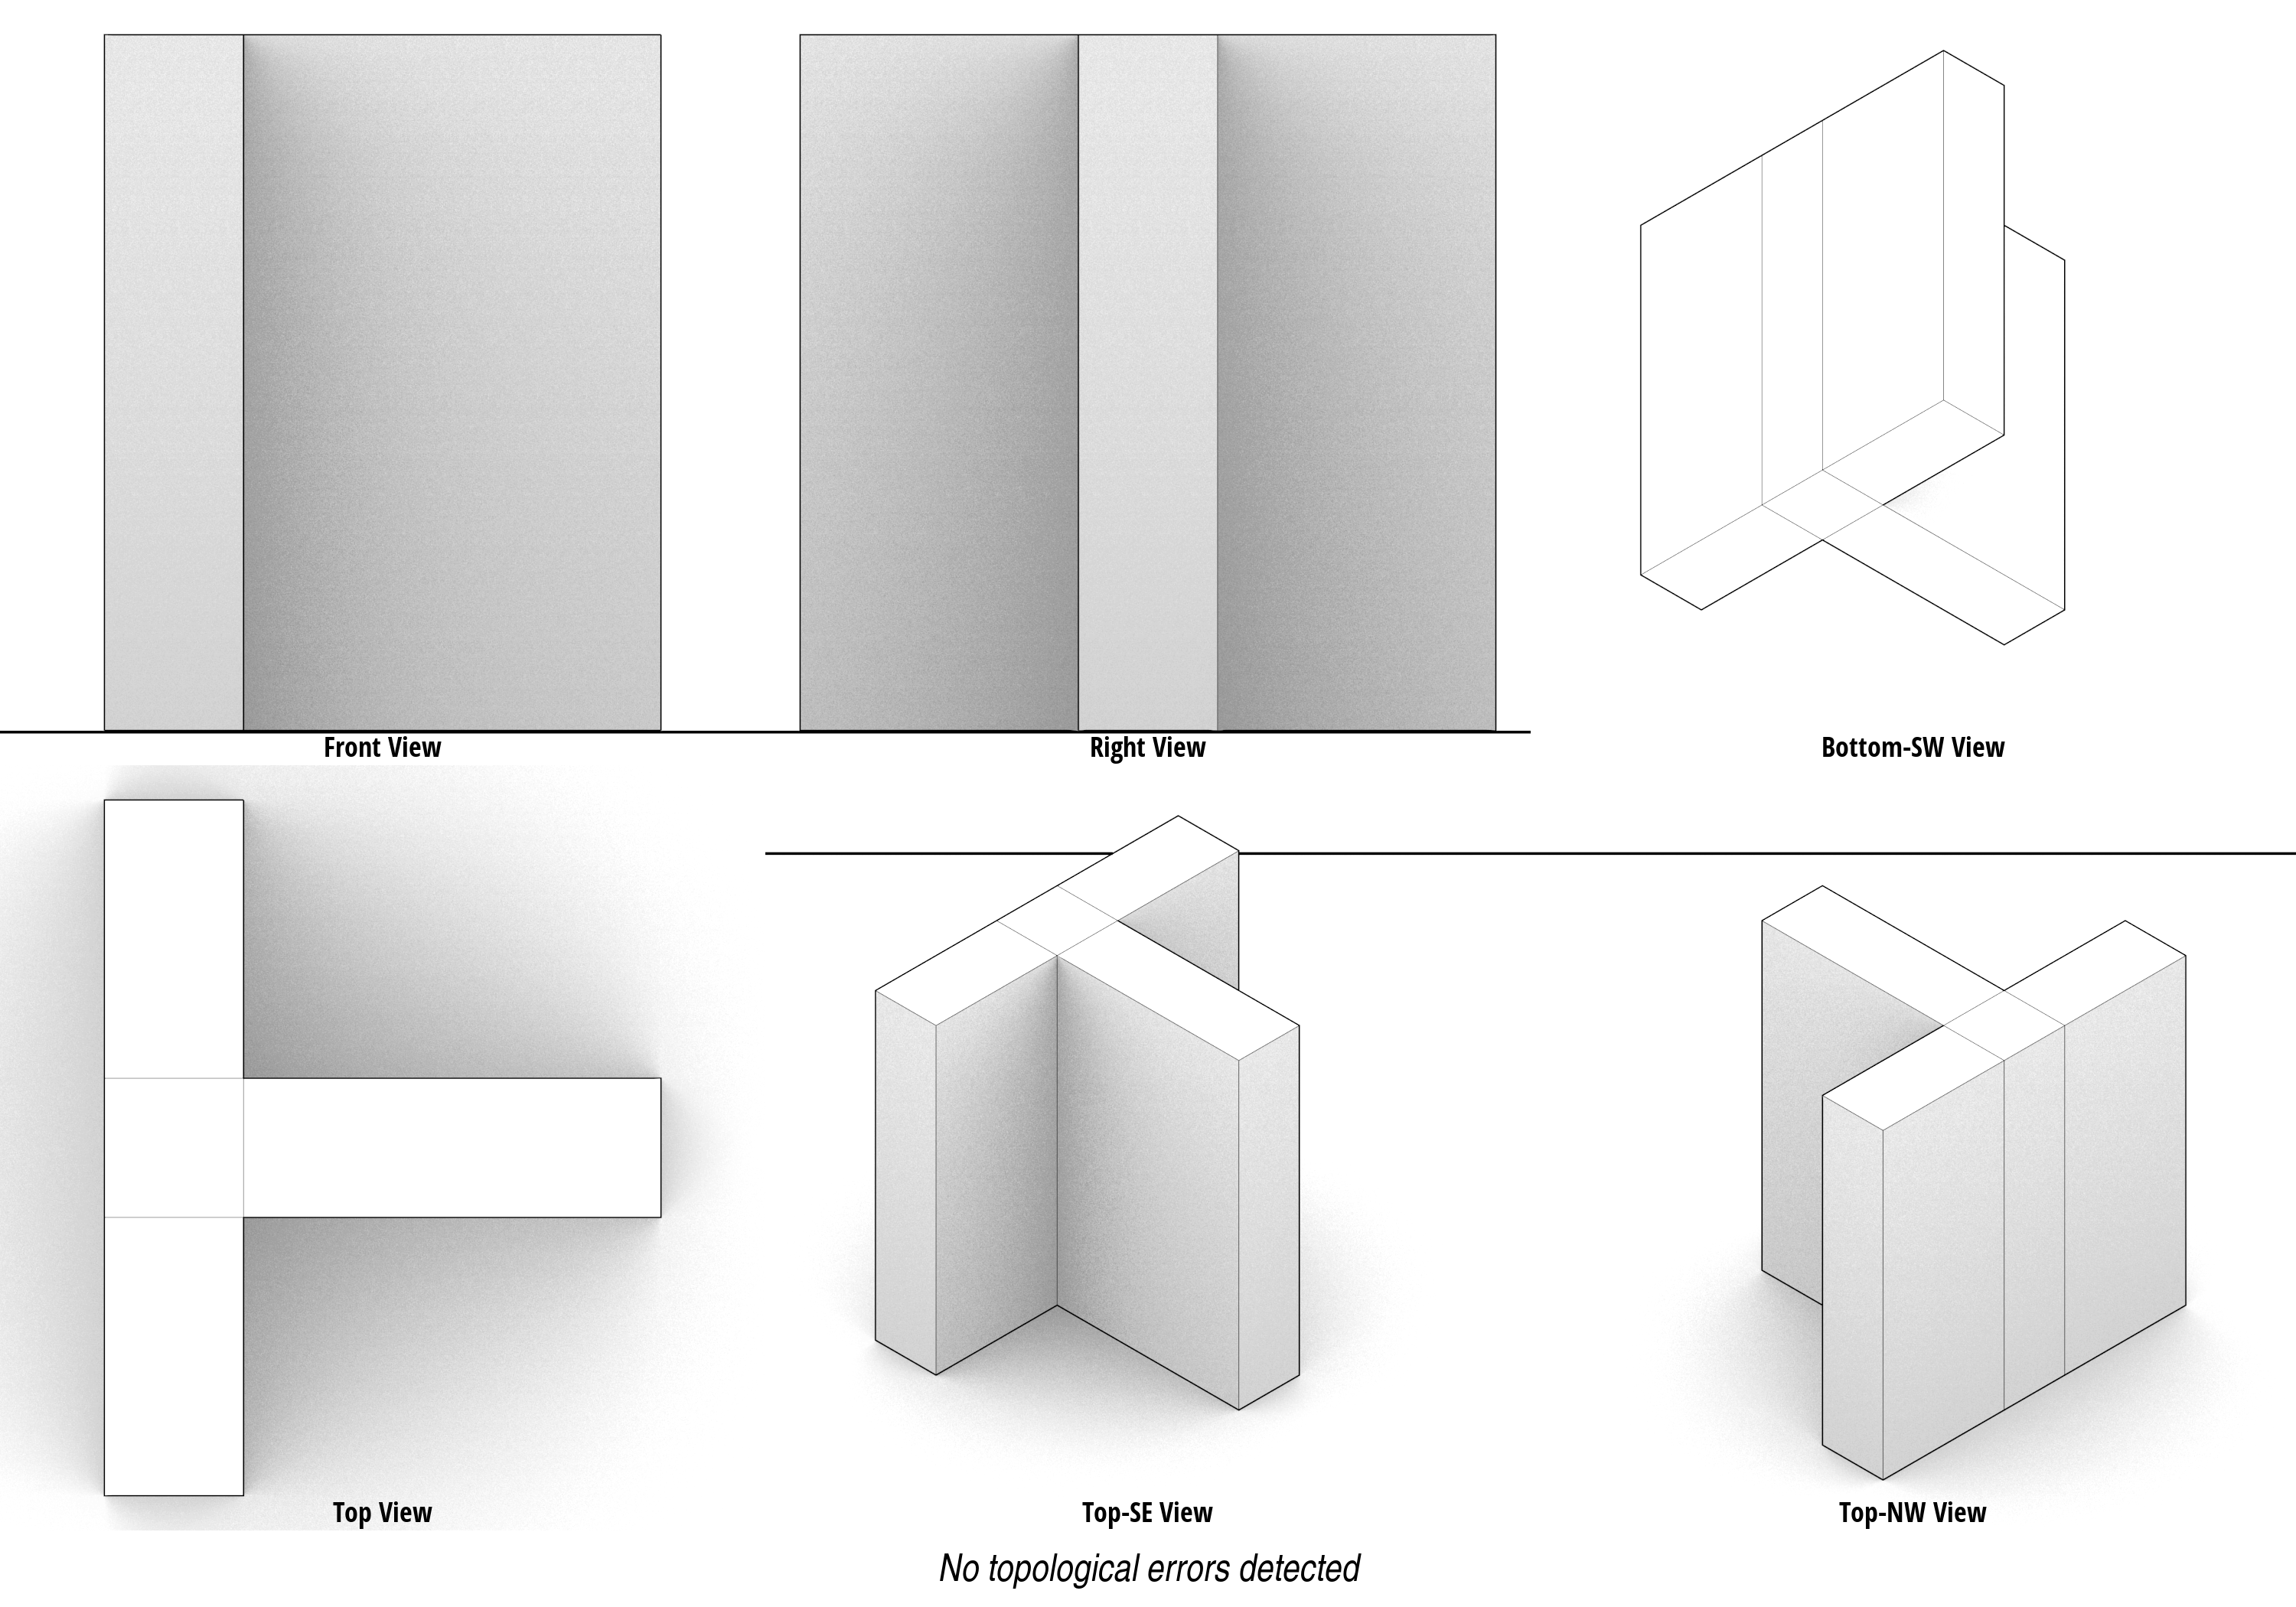 Front View
Right View
Bottom-SW View
Top View
Top-SE View
Top-NW View
No topological errors detected